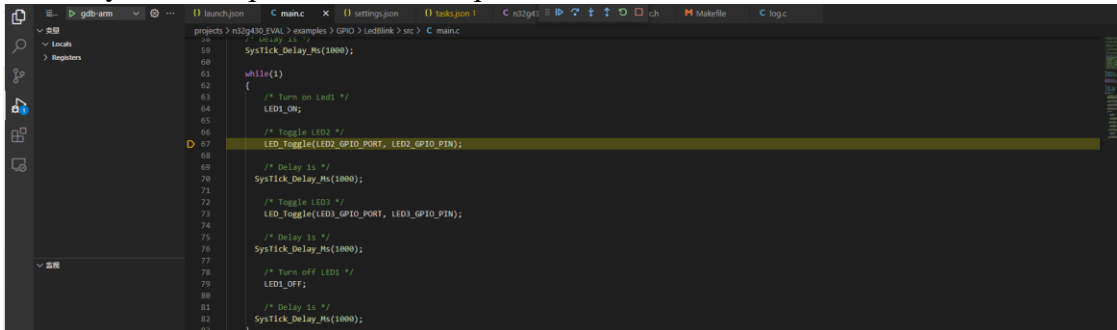 gdb-arm
launch.json
main.c
settings.json
tasks.json 1
c.h
Makefile
log.c
projects > n32g430_EVAL > examples > GPIO > LedBlink > src > C main.c
Locals
Registers
58 /* Delay 1s */
59 SysTick_Delay_Ms(1000);
60
61 while(1)
62 {
63 /* Turn on Led1 */
64 LED1_ON;
65
66 /* Toggle LED2 */
67 LED_Toggle(LED2_GPIO_PORT, LED2_GPIO_PIN);
68
69 /* Delay 1s */
70 SysTick_Delay_Ms(1000);
71
72 /* Toggle LED3 */
73 LED_Toggle(LED3_GPIO_PORT, LED3_GPIO_PIN);
74
75 /* Delay 1s */
76 SysTick_Delay_Ms(1000);
77
78 /* Turn off LED1 */
79 LED1_OFF;
80
81 /* Delay 1s */
82 SysTick_Delay_Ms(1000);
监视